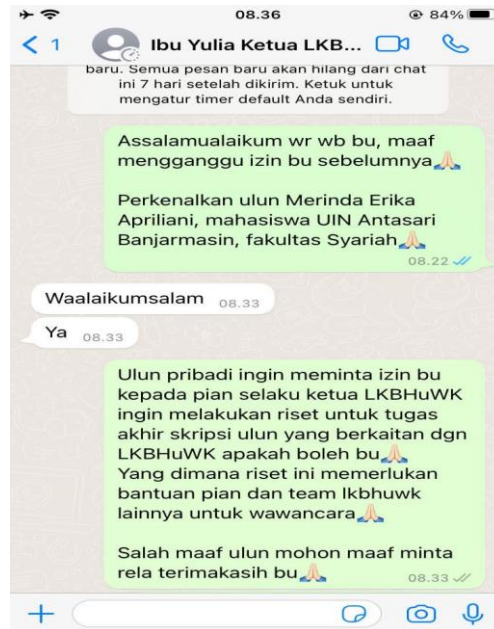 08.36
84%
1
Ibu Yulia Ketua LKB...
baru. Semua pesan baru akan hilang dari chat
ini 7 hari setelah dikirim. Ketuk untuk
mengatur timer default Anda sendiri.
Assalamualaikum wr wb bu, maaf
mengganggu izin bu sebelumnya🙏🏻
Perkenalkan ulun Merinda Erika
Apriliani, mahasiswa UIN Antasari
Banjarmasin, fakultas Syariah🙏🏻
08.22
Waalaikumsalam 08.33
Ya 08.33
Ulun pribadi ingin meminta izin bu
kepada pian selaku ketua LKBHuWK
ingin melakukan riset untuk tugas
akhir skripsi ulun yang berkaitan dgn
LKBHuWK apakah boleh bu🙏🏻
Yang dimana riset ini memerlukan
bantuan pian dan team lkbhuwk
lainnya untuk wawancara🙏🏻
Salah maaf ulun mohon maaf minta
rela terimakasih bu🙏🏻
08.33